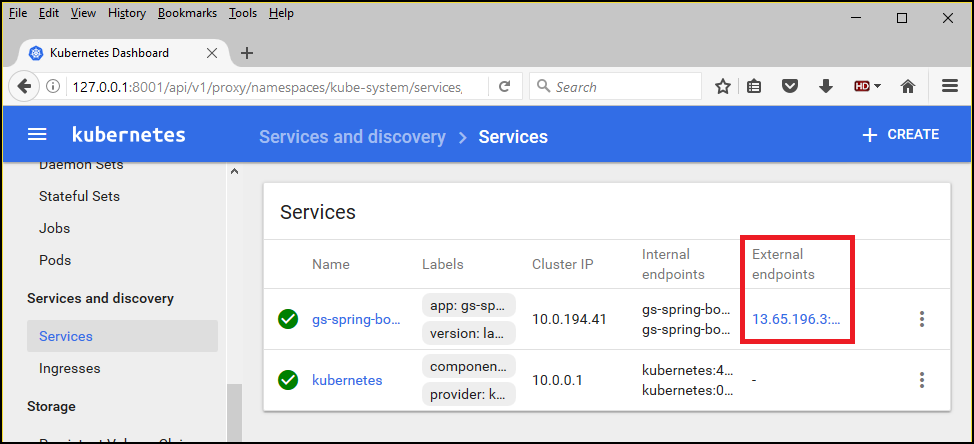 File Edit View History Bookmarks Tools Help
Kubernetes Dashboard
127.0.0.1:8001/api/v1/proxy/namespaces/kube-system/services,
Search
HD
kubernetes
Services and discovery > Services
+ CREATE
Daemon Sets
Stateful Sets
Jobs
Pods
Services and discovery
Services
Ingresses
Storage
Persistent Volume Claims
Services
Name Labels Cluster IP Internal endpoints External endpoints
gs-spring-bo... app: gs-sp... 10.0.194.41 gs-spring-bo... 13.65.196.3:...
version: la... gs-spring-bo...
kubernetes componen... 10.0.0.1 kubernetes:4... -
provider: k... kubernetes:0...